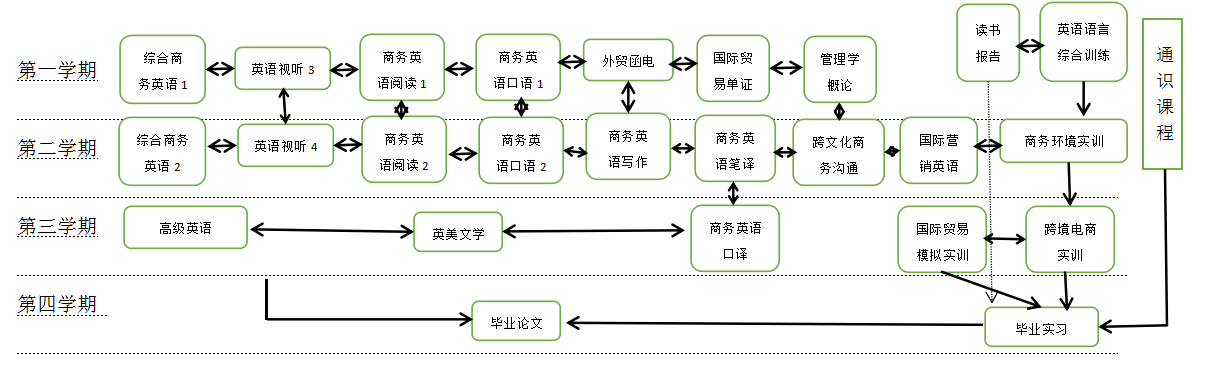 第一学期
综合商
务英语 1
英语视听 3
商务英
语阅读 1
商务英
语口语 1
外贸函电
国际贸
易单证
管理学
概论
读书
报告
英语语言
综合训练
通
识
课
程
第二学期
综合商务
英语 2
英语视听 4
商务英
语阅读 2
商务英
语口语 2
商务英
语写作
商务英
语笔译
跨文化商
务沟通
国际营
销英语
商务环境实训
第三学期
高级英语
英美文学
商务英语
口译
国际贸易
模拟实训
跨境电商
实训
第四学期
毕业论文
毕业实习